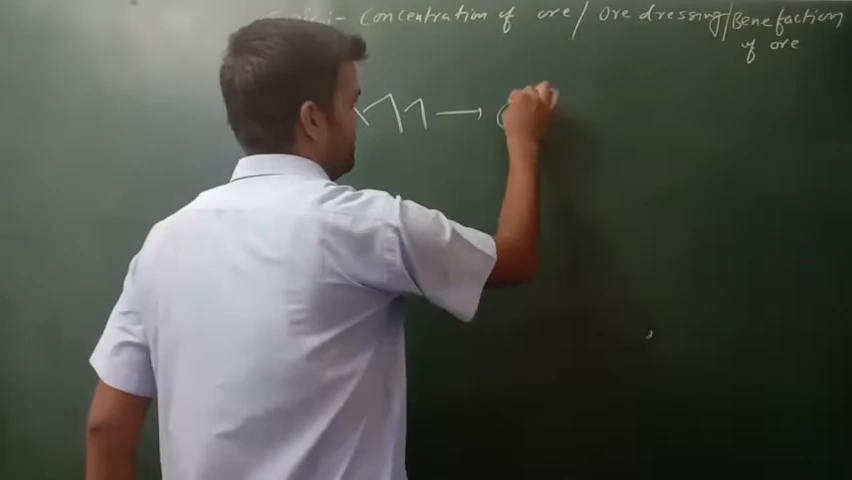 :- Concentration of ore / Ore dressing / Benefaction
of ore